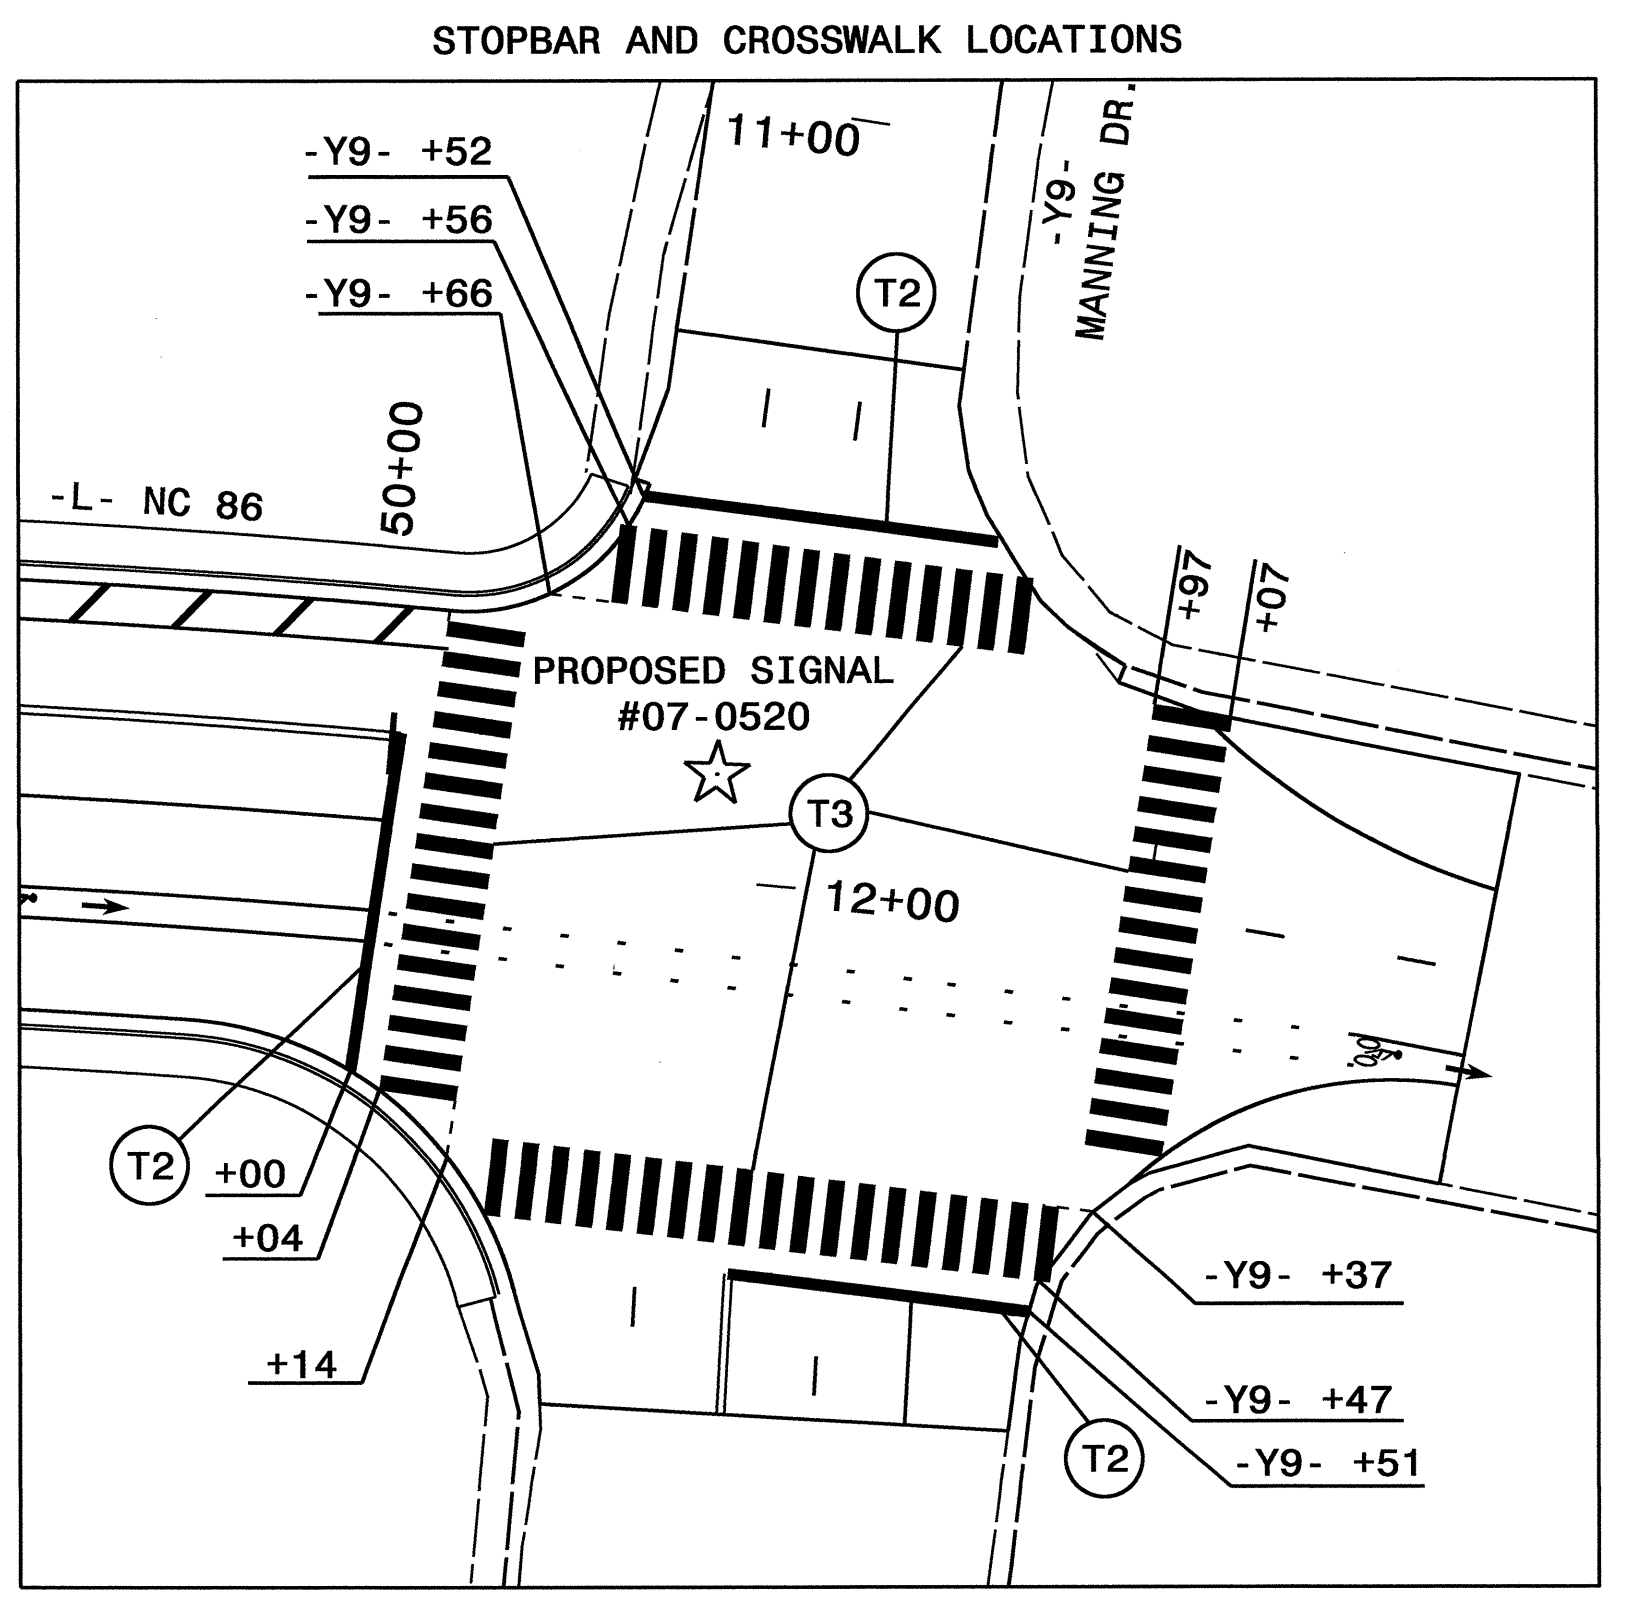 STOPBAR AND CROSSWALK LOCATIONS
11+00
-Y9-
MANNING DR.
-Y9- +52
-Y9- +56
-Y9- +66
T2
50+00
-L- NC 86
+97
+07
PROPOSED SIGNAL
#07-0520
T3
12+00
T2
+00
+04
+14
-Y9- +37
-Y9- +47
-Y9- +51
T2